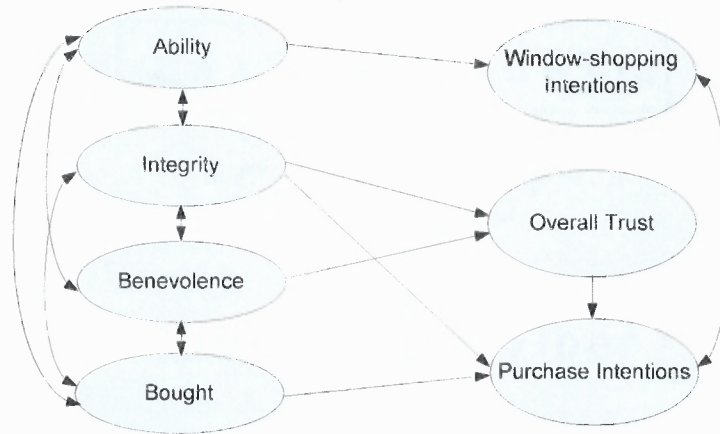 Ability
Window-shopping
intentions
Integrity
Overall Trust
Benevolence
Purchase Intentions
Bought